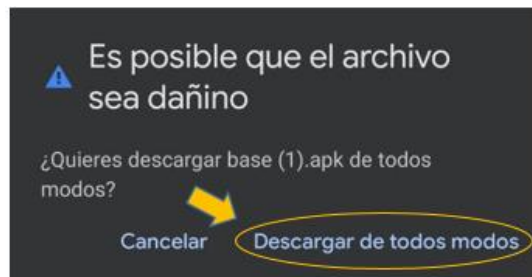 Es posible que el archivo
sea dañino
¿Quieres descargar base (1).apk de todos
modos?
Cancelar
Descargar de todos modos